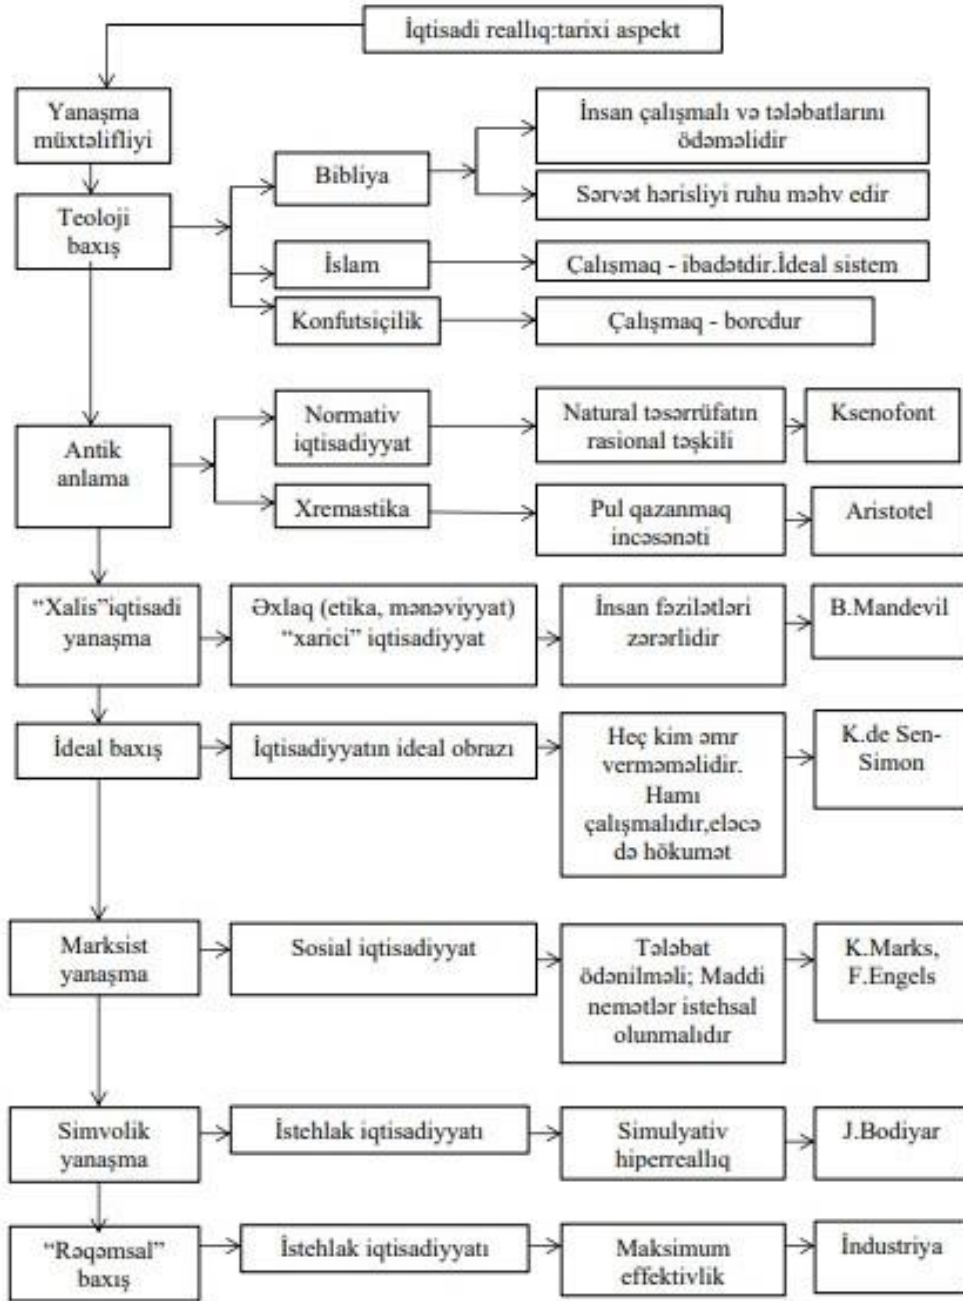 İqtisadi reallıq:tarixi aspekt
Yanaşma
müxtəlifliyi
Teoloji
baxış
Bibliya
İnsan çalışmalı və tələbatlarını
ödəməlidir
Sərvət hərisliyi ruhu məhv edir
İslam
Çalışmaq - ibadətdir.İdeal sistem
Konfutsiçilik
Çalışmaq - borcdur
Antik
anlama
Normativ
iqtisadiyyat
Natural təsərrüfatın
rasional təşkili
Ksenofont
Xremastika
Pul qazanmaq
incəsənəti
Aristotel
“Xalis”iqtisadi
yanaşma
Əxlaq (etika, mənəviyyat)
“xarici” iqtisadiyyat
İnsan fəzilətləri
zərərlidir
B.Mandevil
İdeal baxış
İqtisadiyyatın ideal obrazı
Heç kim əmr
verməməlidir.
Hamı
çalışmalıdır,eləcə
də hökumət
K.de Sen-
Simon
Marksist
yanaşma
Sosial iqtisadiyyat
Tələbat
ödənilməli; Maddi
nemətlər istehsal
olunmalıdır
K.Marks,
F.Engels
Simvolik
yanaşma
İstehlak iqtisadiyyatı
Simulyativ
hiperreallıq
J.Bodiyar
“Rəqəmsal”
baxış
İstehlak iqtisadiyyatı
Maksimum
effektivlik
İndustriya